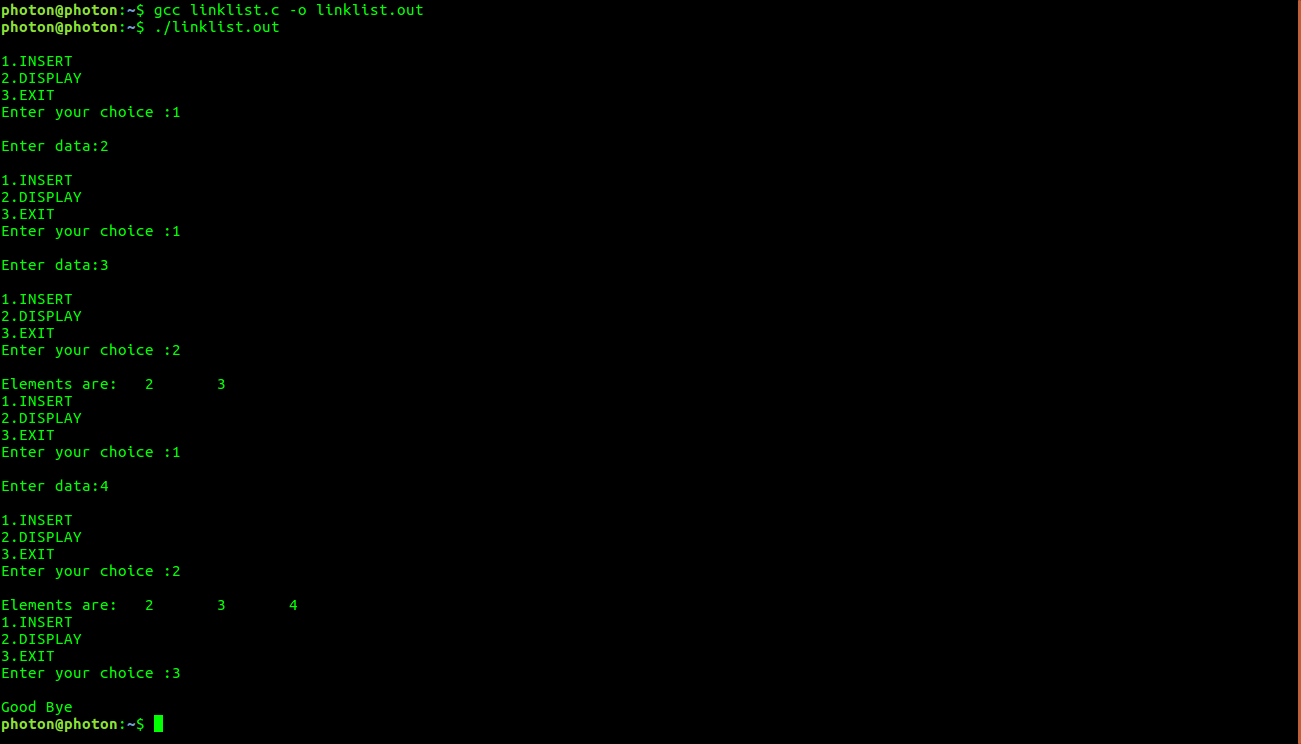 photon@photon:~$ gcc linklist.c -o linklist.out
photon@photon:~$ ./linklist.out
1.INSERT
2.DISPLAY
3.EXIT
Enter your choice :1
Enter data:2
1.INSERT
2.DISPLAY
3.EXIT
Enter your choice :1
Enter data:3
1.INSERT
2.DISPLAY
3.EXIT
Enter your choice :2
Elements are:   2       3
1.INSERT
2.DISPLAY
3.EXIT
Enter your choice :1
Enter data:4
1.INSERT
2.DISPLAY
3.EXIT
Enter your choice :2
Elements are:   2       3       4
1.INSERT
2.DISPLAY
3.EXIT
Enter your choice :3
Good Bye
photon@photon:~$